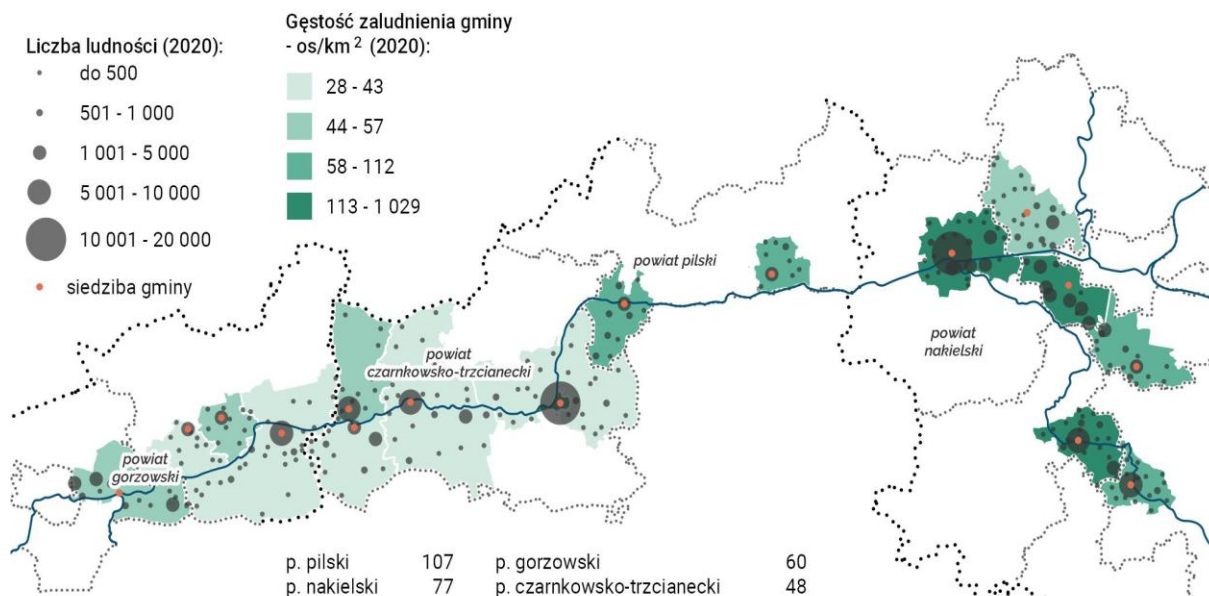 Liczba ludności (2020):
do 500
501 - 1 000
1 001 - 5 000
5 001 - 10 000
10 001 - 20 000
siedziba gminy
Gęstość zaludnienia gminy
- os/km² (2020):
28 - 43
44 - 57
58 - 112
113 - 1 029
powiat pilski
powiat
nakielski
powiat
czarnkowsko-trzcianecki
powiat
gorzowski
p. pilski 107 p. gorzowski 60
p. nakielski 77 p. czarnkowsko-trzcianecki 48